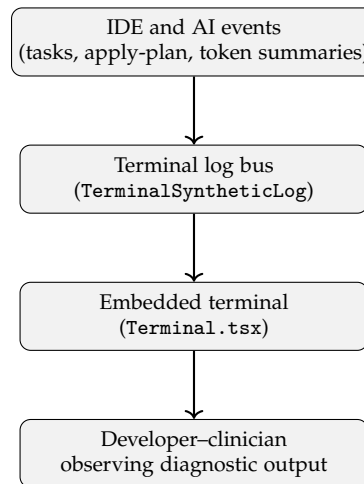 IDE and AI events
(tasks, apply-plan, token summaries)
Terminal log bus
(TerminalSyntheticLog)
Embedded terminal
(Terminal.tsx)
Developer–clinician
observing diagnostic output